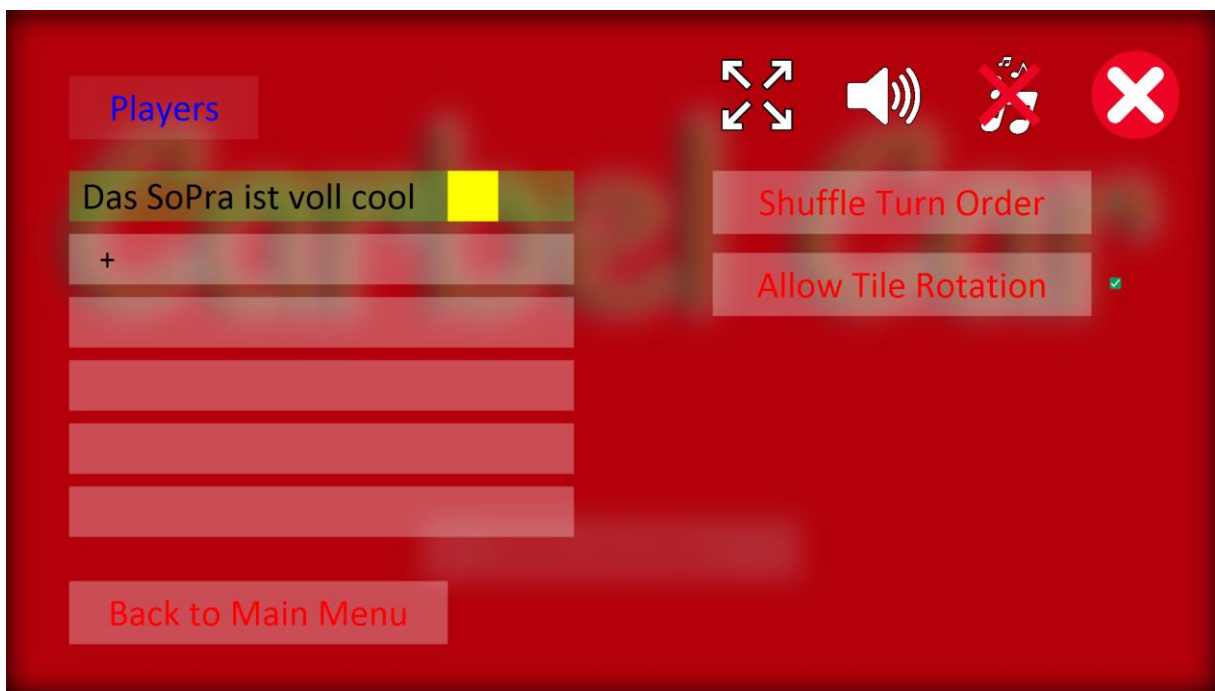 Players
Das SoPra ist voll cool
+
Shuffle Turn Order
Allow Tile Rotation
Back to Main Menu